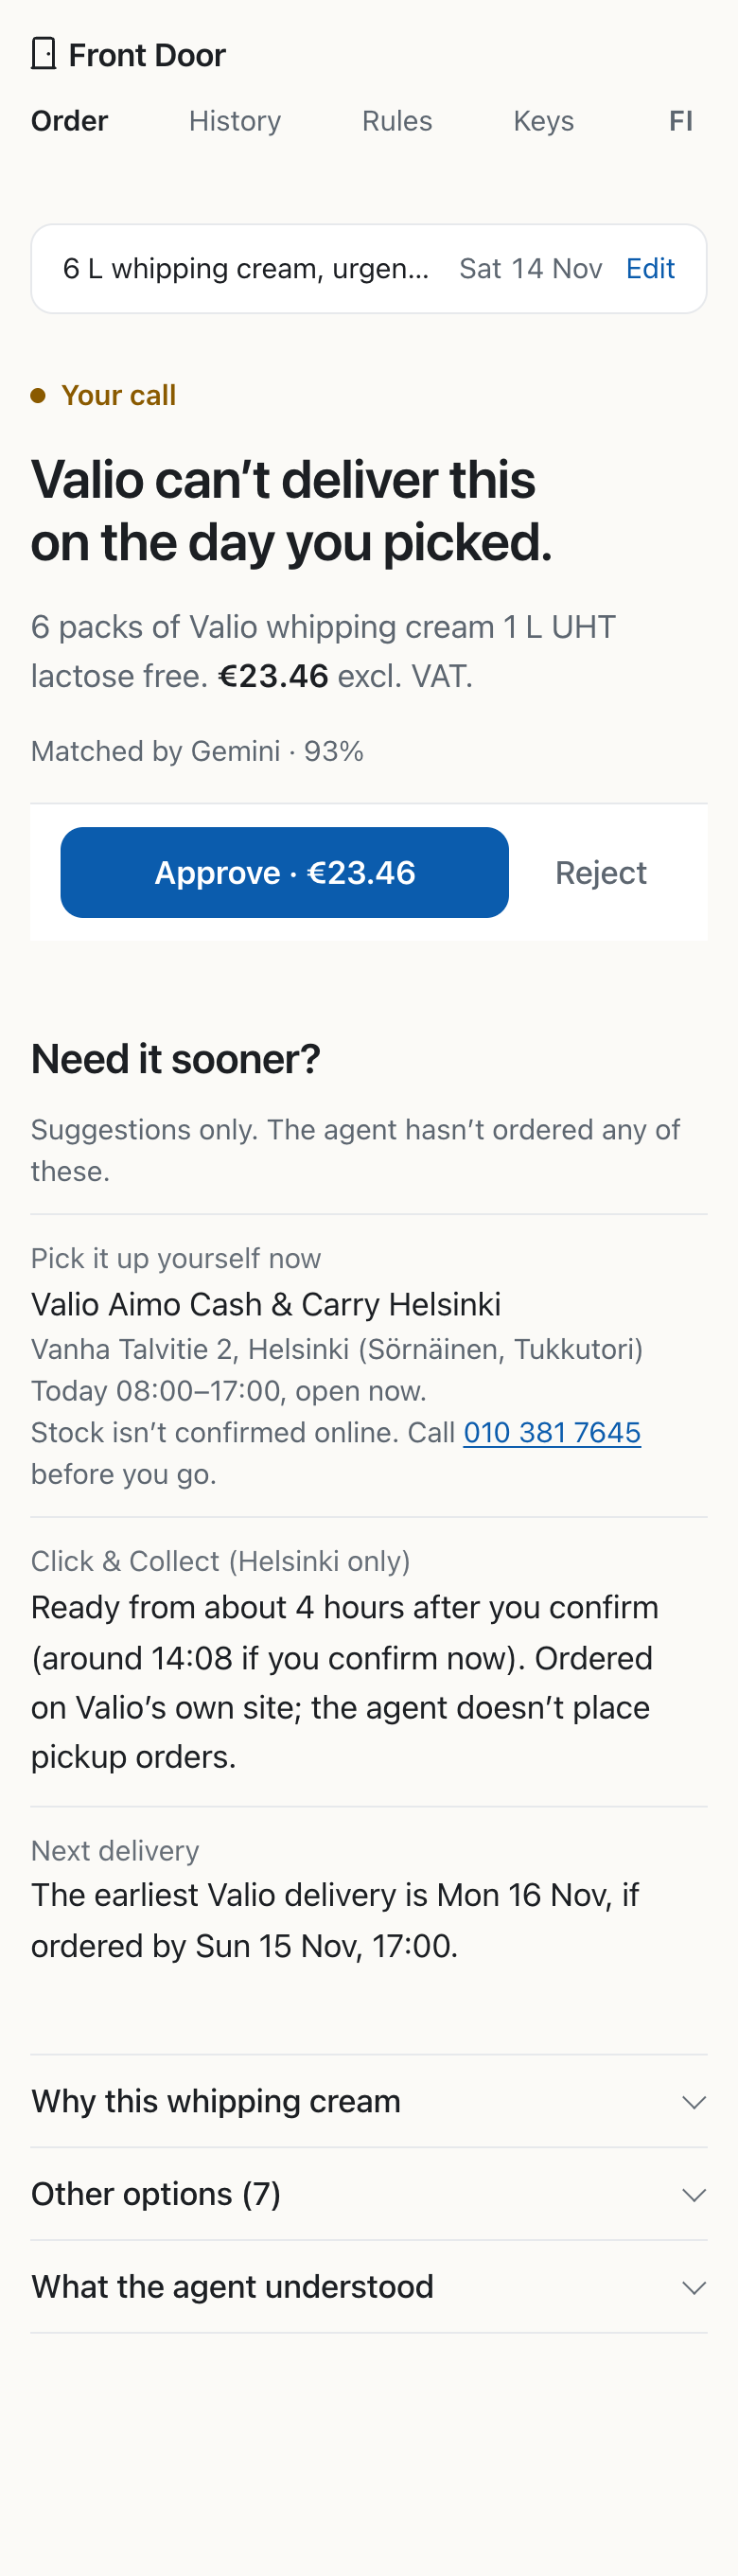 Front Door
Order History Rules Keys FI
6 L whipping cream, urgen... Sat 14 Nov Edit
Your call
Valio can’t deliver this
on the day you picked.
6 packs of Valio whipping cream 1 L UHT
lactose free. €23.46 excl. VAT.
Matched by Gemini · 93%
Approve · €23.46 Reject
Need it sooner?
Suggestions only. The agent hasn’t ordered any of
these.
Pick it up yourself now
Valio Aimo Cash & Carry Helsinki
Vanha Talvitie 2, Helsinki (Sörnäinen, Tukkutori)
Today 08:00–17:00, open now.
Stock isn’t confirmed online. Call 010 381 7645
before you go.
Click & Collect (Helsinki only)
Ready from about 4 hours after you confirm
(around 14:08 if you confirm now). Ordered
on Valio’s own site; the agent doesn’t place
pickup orders.
Next delivery
The earliest Valio delivery is Mon 16 Nov, if
ordered by Sun 15 Nov, 17:00.
Why this whipping cream
Other options (7)
What the agent understood